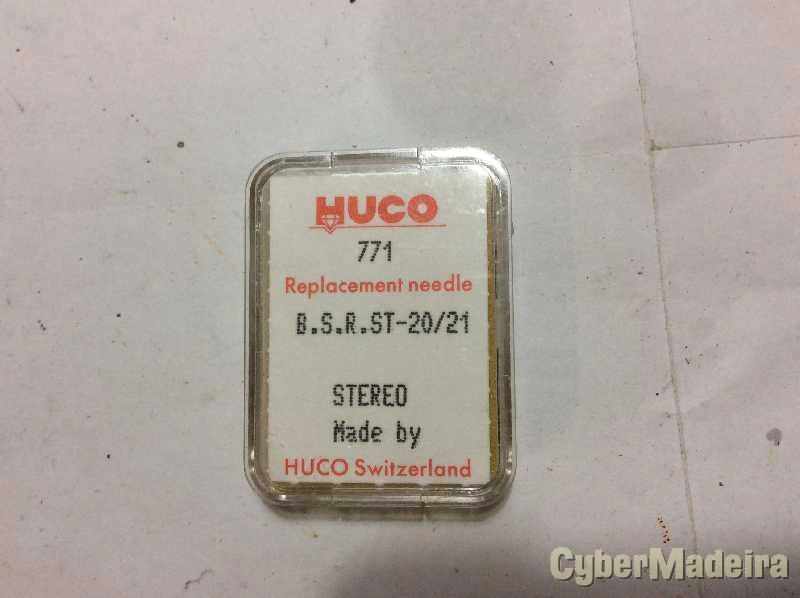 HUCO
771
Replacement needle
B.S.R.ST-20/21
STEREO
Made by
HUCO Switzerland
CyberMadeira